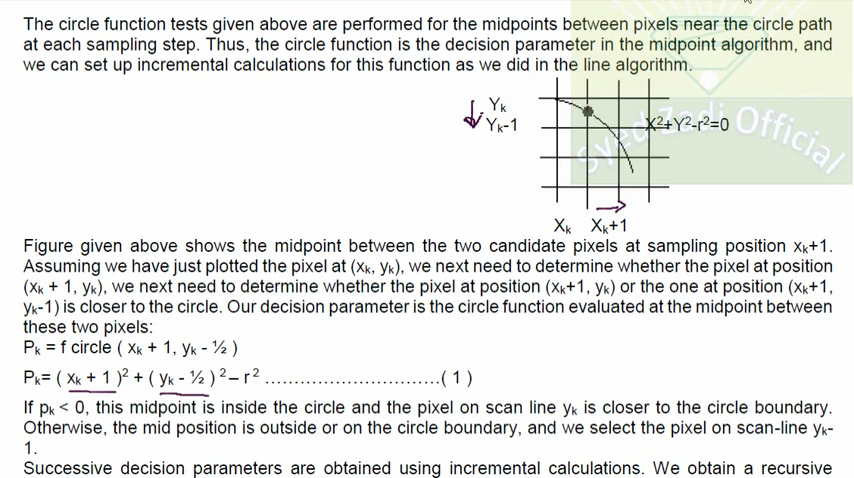 The circle function tests given above are performed for the midpoints between pixels near the circle path
at each sampling step. Thus, the circle function is the decision parameter in the midpoint algorithm, and
we can set up incremental calculations for this function as we did in the line algorithm.
Yₖ
Yₖ-1
X²+Y²-r²=0
Syed Zadi Official
Xₖ Xₖ+1
Figure given above shows the midpoint between the two candidate pixels at sampling position xₖ+1.
Assuming we have just plotted the pixel at (xₖ, yₖ), we next need to determine whether the pixel at position
(xₖ + 1, yₖ), we next need to determine whether the pixel at position (xₖ+1, yₖ) or the one at position (xₖ+1,
yₖ-1) is closer to the circle. Our decision parameter is the circle function evaluated at the midpoint between
these two pixels:
Pₖ = f circle ( xₖ + 1, yₖ - ½ )
Pₖ= ( xₖ + 1 )² + ( yₖ - ½ ) ² – r ² ................................( 1 )
If pₖ < 0, this midpoint is inside the circle and the pixel on scan line yₖ is closer to the circle boundary.
Otherwise, the mid position is outside or on the circle boundary, and we select the pixel on scan-line yₖ-
1.
Successive decision parameters are obtained using incremental calculations. We obtain a recursive